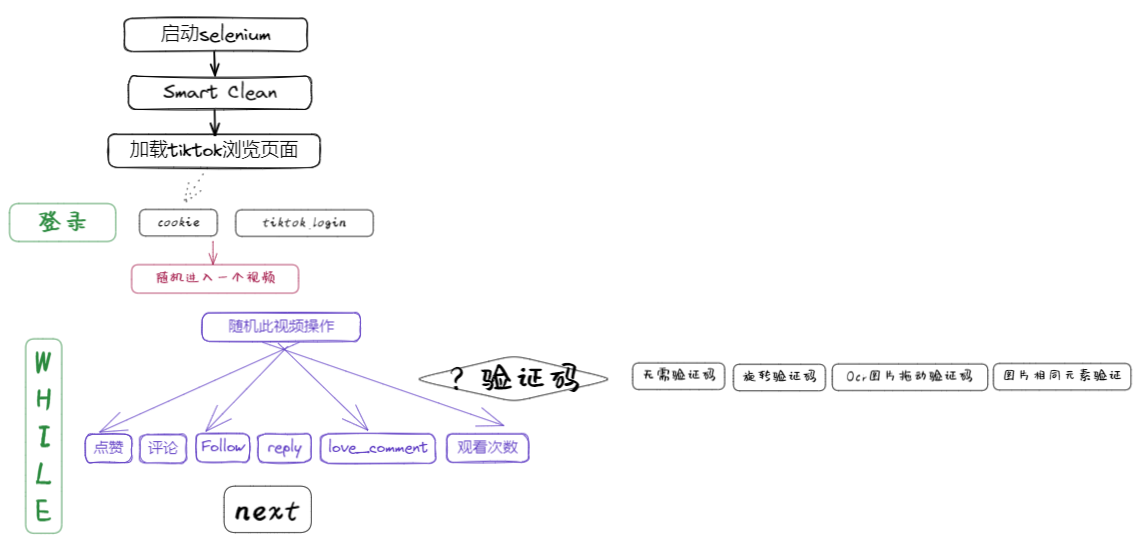 启动selenium
Smart Clean
加载tiktok浏览页面
登录
cookie
tiktok_login
随机进入一个视频
随机此视频操作
WHILE
? 验证码
无需验证码
旋转验证码
Ocr图片拖动验证码
图片相同元素验证
点赞
评论
Follow
reply
love_comment
观看次数
next